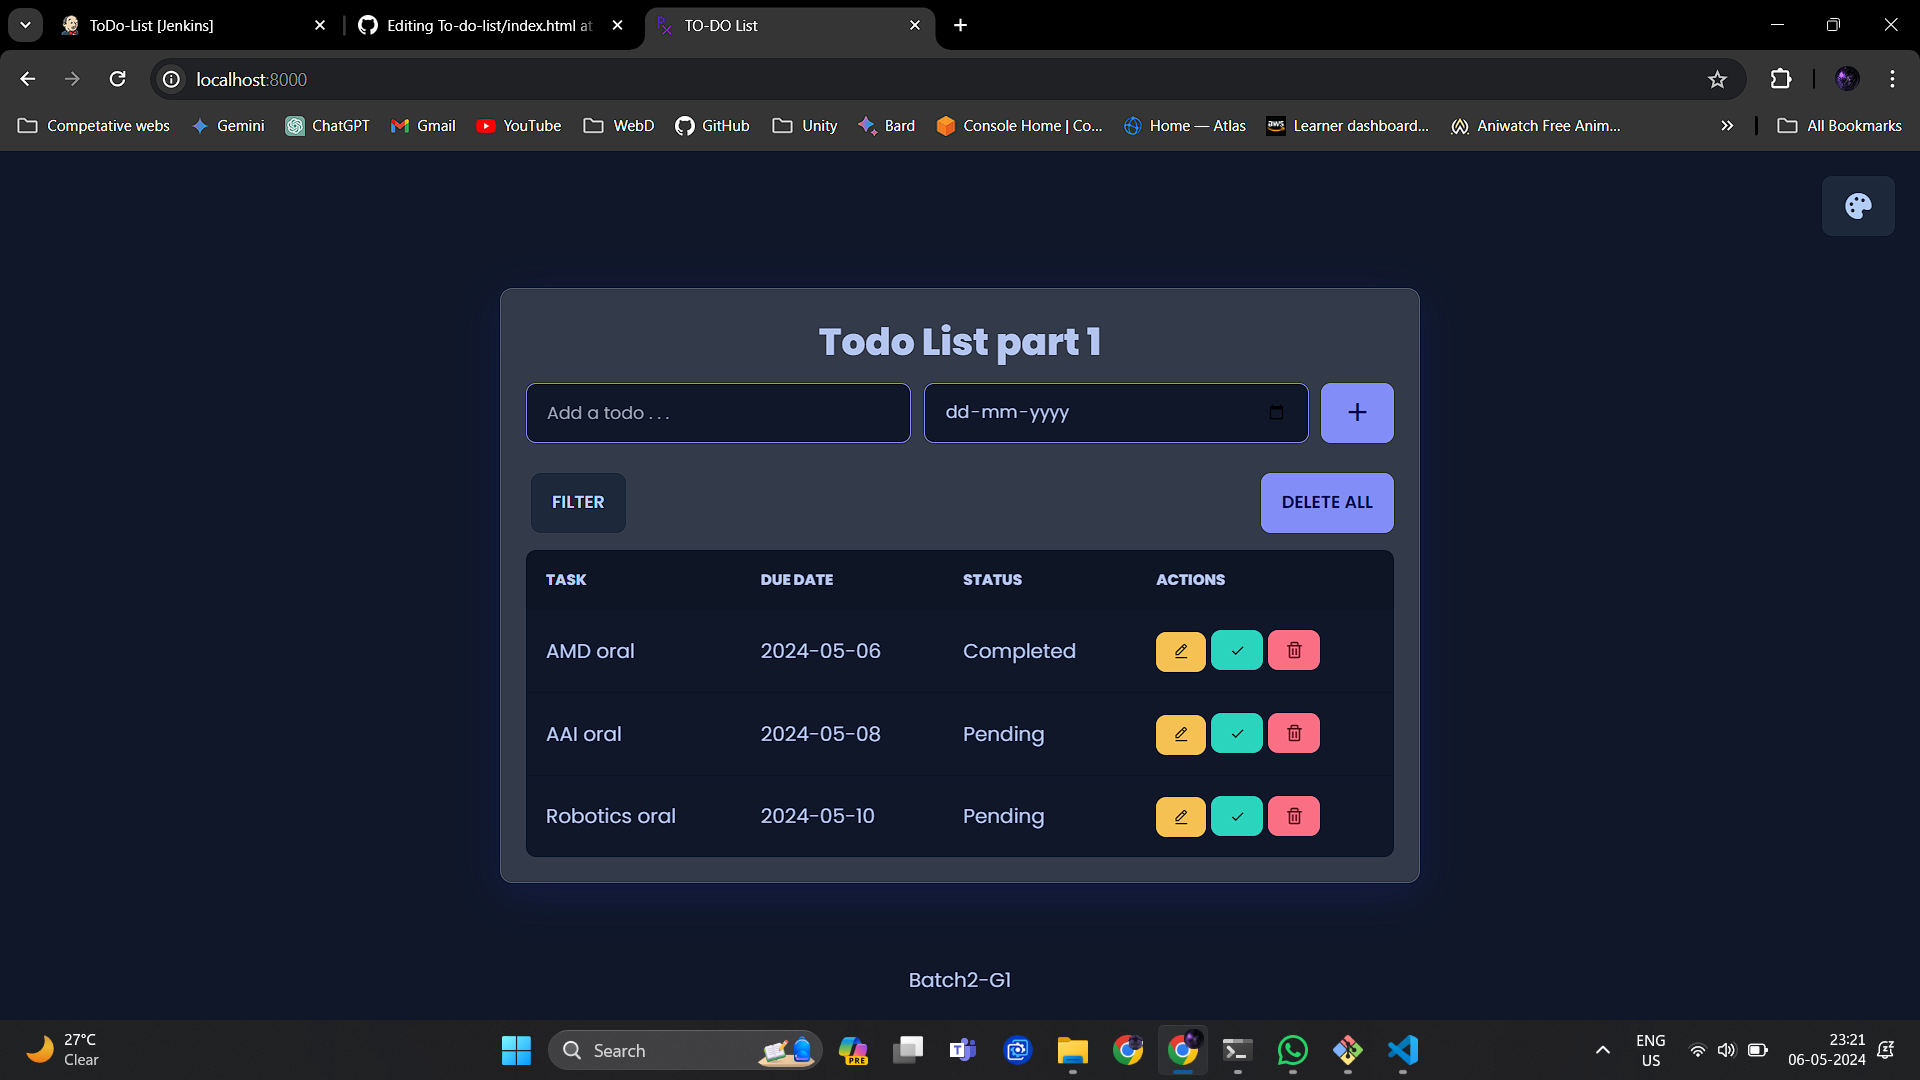 ToDo-List [Jenkins]
Editing To-do-list/index.html at
TO-DO List
localhost:8000
Competative webs
Gemini
ChatGPT
Gmail
YouTube
WebD
GitHub
Unity
Bard
Console Home | Co...
aws
Home — Atlas
Learner dashboard...
Aniwatch Free Anim...
All Bookmarks
Todo List part 1
Add a todo . . .
dd-mm-yyyy
+
FILTER
DELETE ALL
TASK DUE DATE STATUS ACTIONS
AMD oral 2024-05-06 Completed
AAI oral 2024-05-08 Pending
Robotics oral 2024-05-10 Pending
Batch2-G1
27°C
Clear
Search
PRE
ENG
US
23:21
06-05-2024